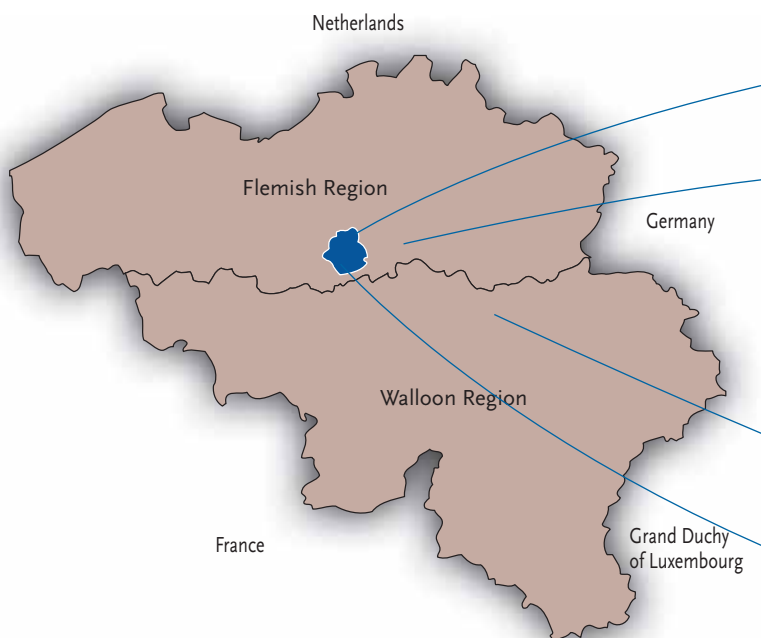 Netherlands
Flemish Region
Germany
Walloon Region
France
Grand Duchy
of Luxembourg